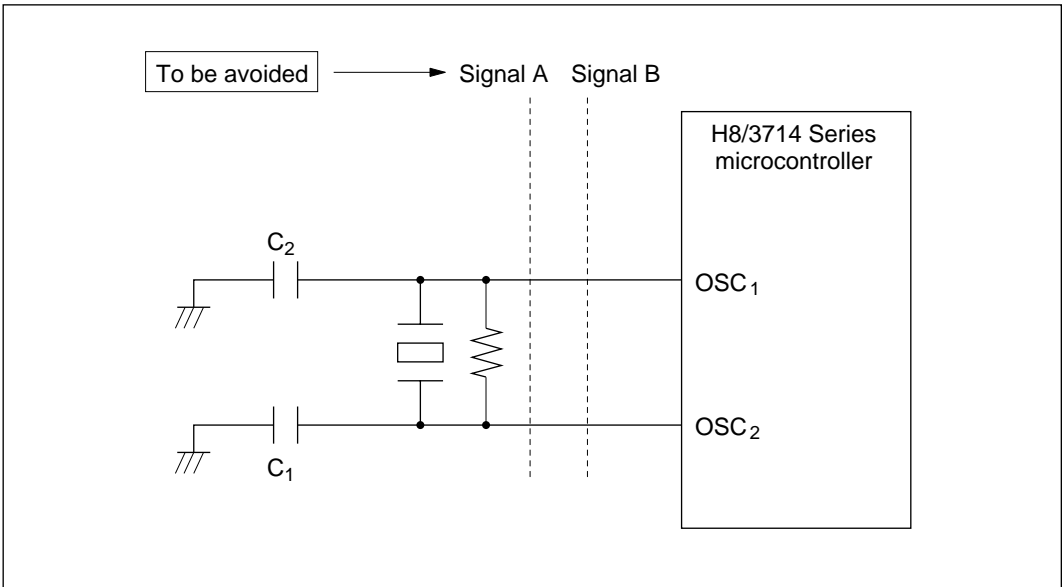 To be avoided
Signal A
Signal B
H8/3714 Series
microcontroller
C2
OSC1
OSC2
C1